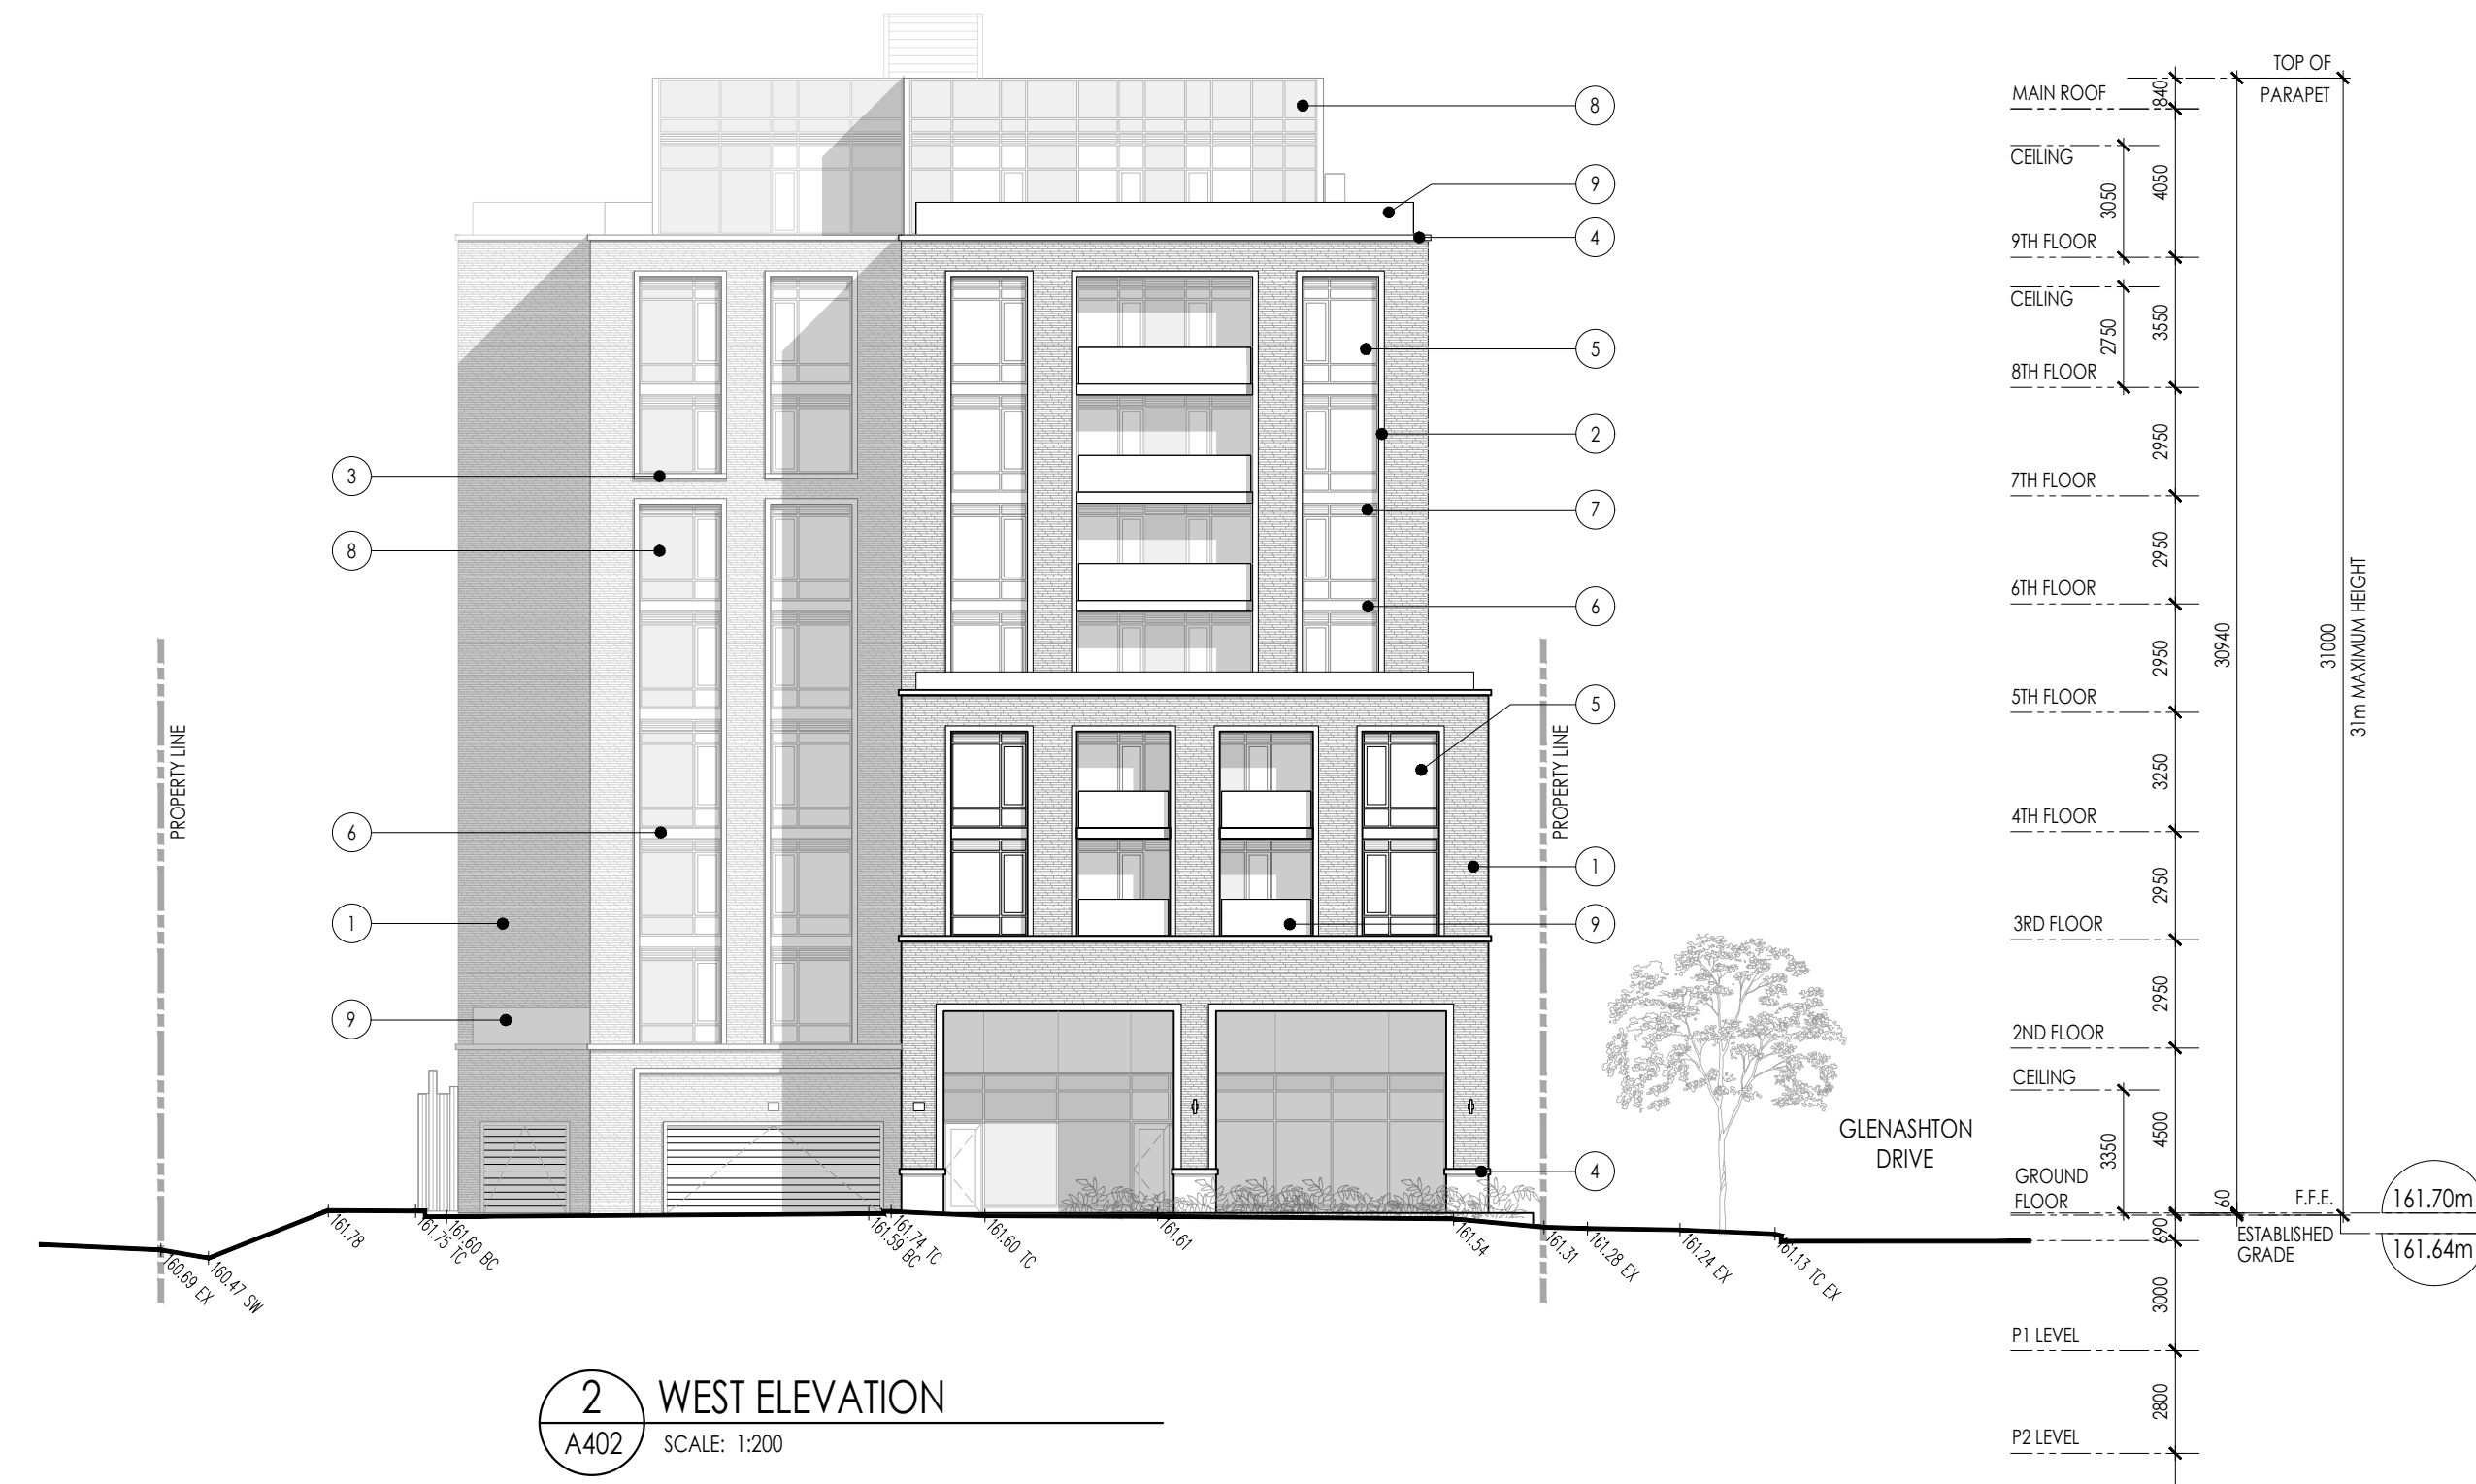 TOP OF
PARAPET
MAIN ROOF
840
CEILING
3050
4050
9TH FLOOR
CEILING
2750
3550
8TH FLOOR
2950
7TH FLOOR
2950
6TH FLOOR
2950
5TH FLOOR
3250
4TH FLOOR
2950
3RD FLOOR
2950
2ND FLOOR
CEILING
3350
4500
GROUND
FLOOR
60
F.F.E.
161.70m
690
ESTABLISHED
GRADE
161.64m
3000
P1 LEVEL
2800
P2 LEVEL
30940
31000
31m MAXIMUM HEIGHT
8
9
4
5
2
7
6
5
1
9
4
3
8
6
1
9
PROPERTY LINE
PROPERTY LINE
GLENASHTON
DRIVE
160.69 EX
160.47 SW
161.78
161.75 TC
161.60 BC
161.59 BC
161.74 TC
161.60 TC
161.61
161.54
161.31
161.28 EX
161.24 EX
161.13 TC EX
2
A402
WEST ELEVATION
SCALE: 1:200